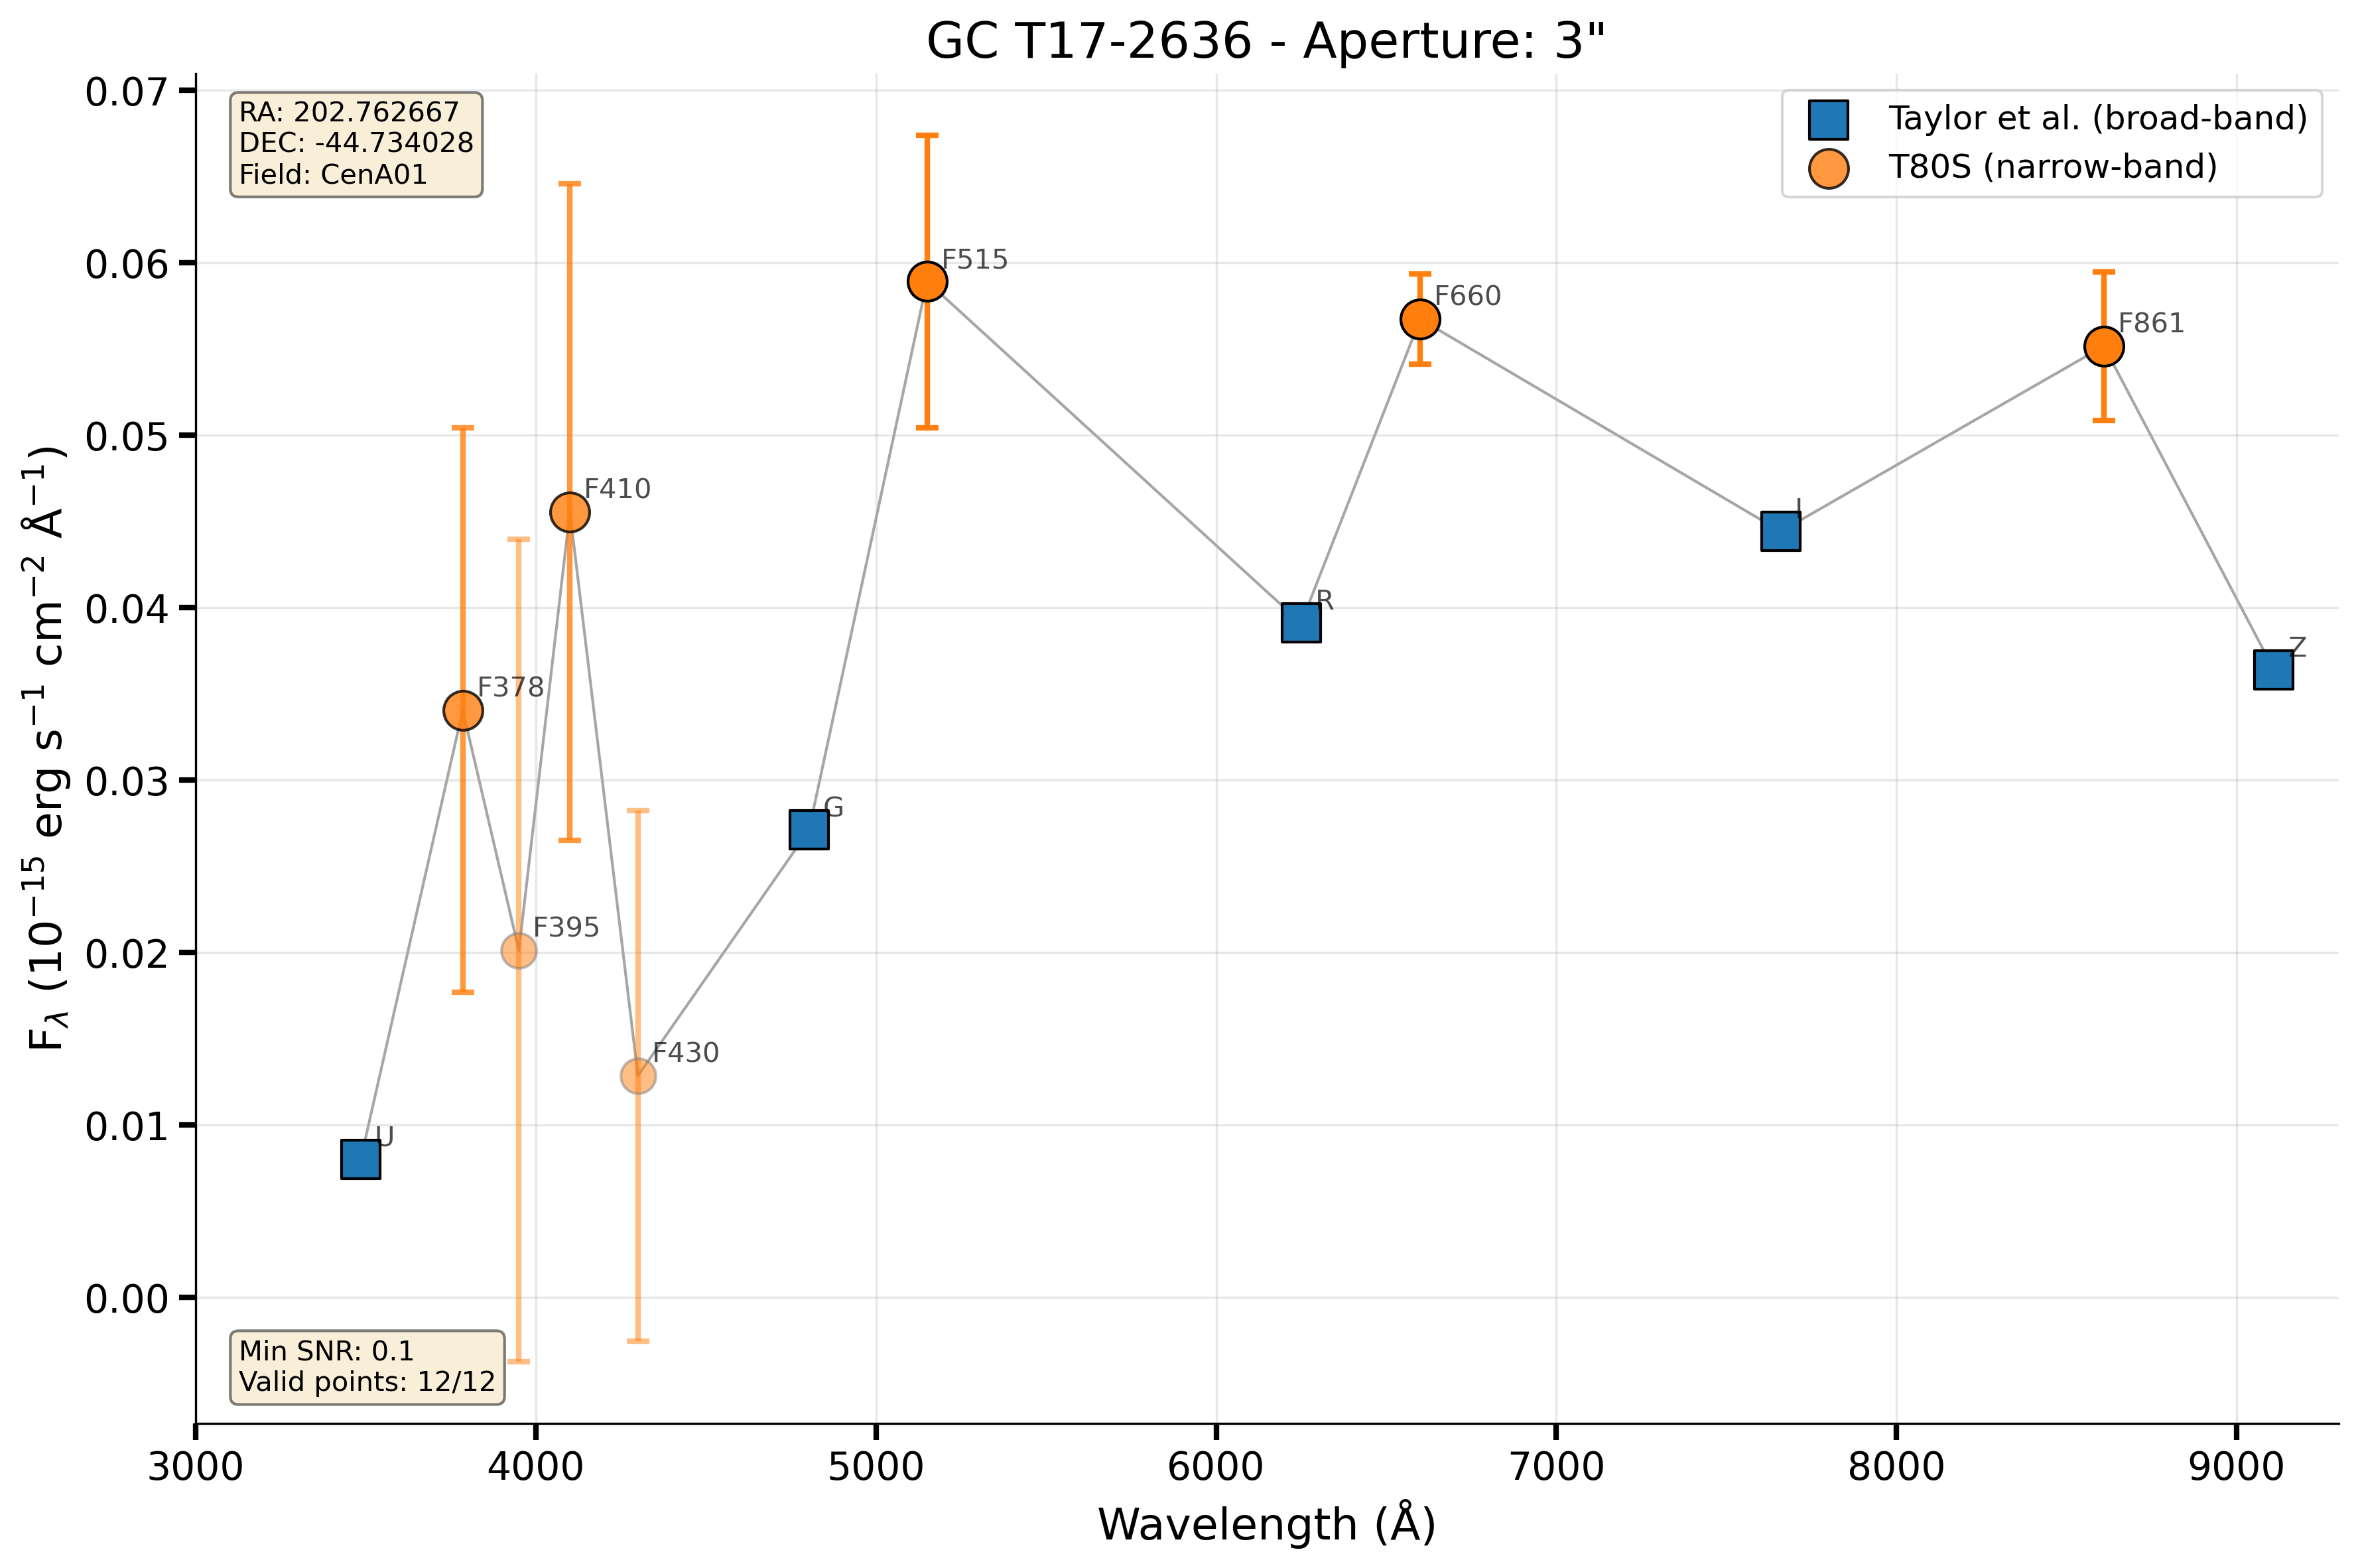 GC T17-2636 - Aperture: 3"
RA: 202.762667
DEC: -44.734028
Field: CenA01
Taylor et al. (broad-band)
T80S (narrow-band)
F515
F660
F861
F410
I
R
Z
F378
G
F395
F430
U
Min SNR: 0.1
Valid points: 12/12
0.07
0.06
0.05
0.04
0.03
0.02
0.01
0.00
F_λ (10⁻¹⁵ erg s⁻¹ cm⁻² Å⁻¹)
3000 4000 5000 6000 7000 8000 9000
Wavelength (Å)